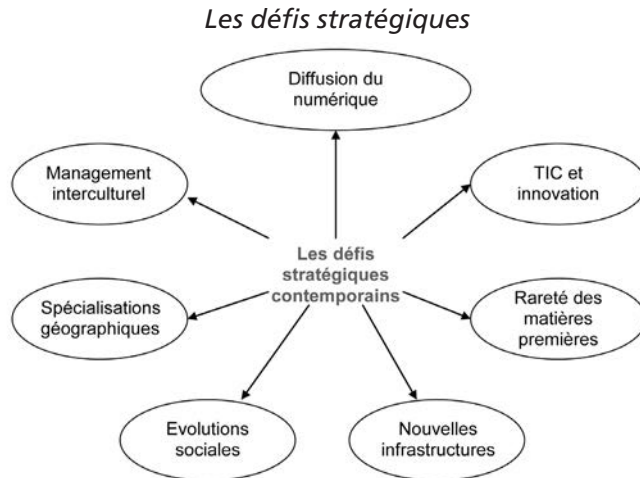 Les défis stratégiques
Diffusion du
numérique
Management
interculturel
TIC et
innovation
Les défis
stratégiques
contemporains
Spécialisations
géographiques
Rareté des
matières
premières
Evolutions
sociales
Nouvelles
infrastructures